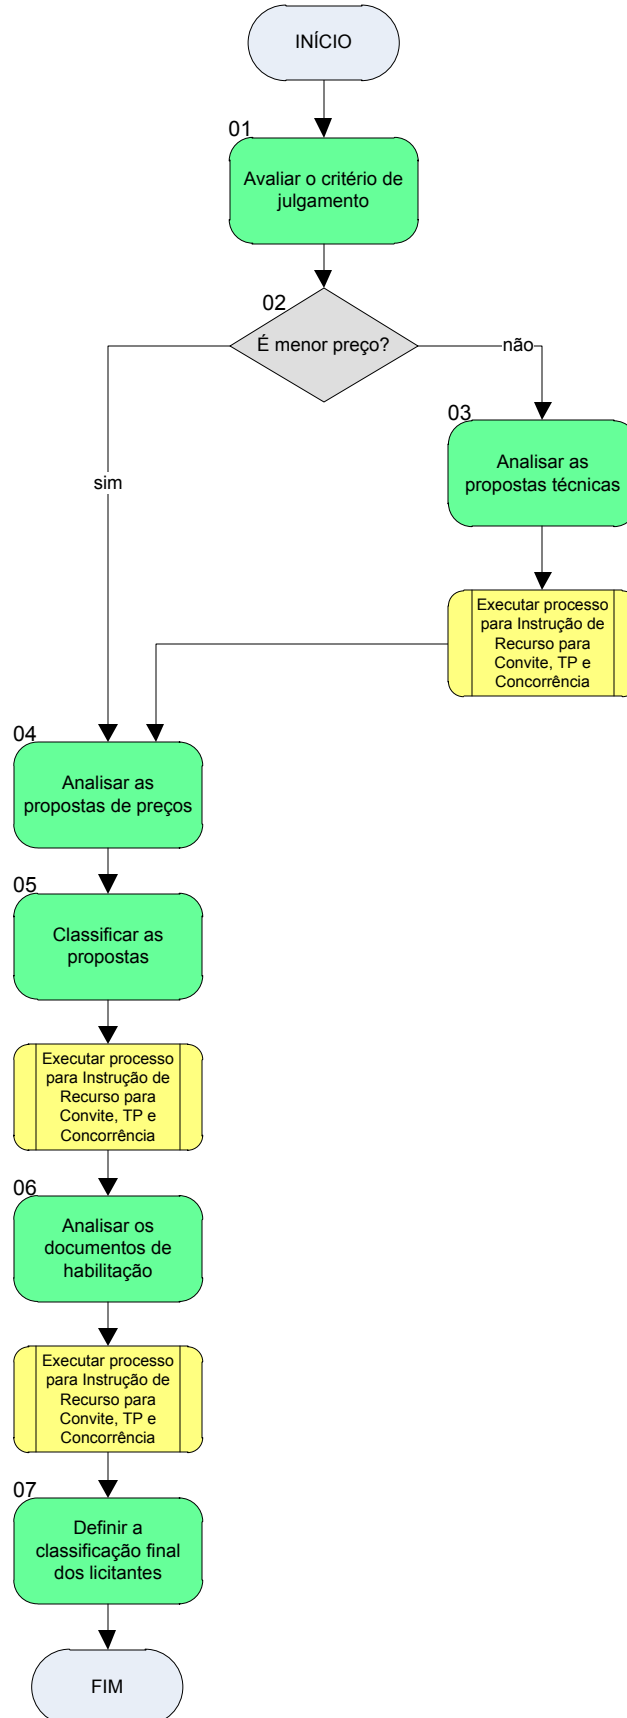 INÍCIO
01
Avaliar o critério de
julgamento
02
É menor preço?
não
sim
03
Analisar as
propostas técnicas
Executar processo
para Instrução de
Recurso para
Convite, TP e
Concorrência
04
Analisar as
propostas de preços
05
Classificar as
propostas
Executar processo
para Instrução de
Recurso para
Convite, TP e
Concorrência
06
Analisar os
documentos de
habilitação
Executar processo
para Instrução de
Recurso para
Convite, TP e
Concorrência
07
Definir a
classificação final
dos licitantes
FIM